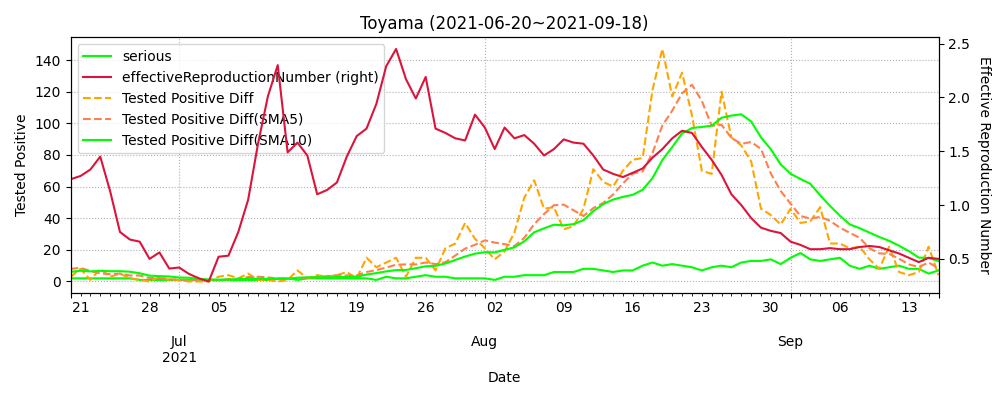 Toyama (2021-06-20~2021-09-18)
serious
effectiveReproductionNumber (right)
Tested Positive Diff
Tested Positive Diff(SMA5)
Tested Positive Diff(SMA10)
Tested Positive
140
120
100
80
60
40
20
0
2.5
2.0
1.5
1.0
0.5
Effective Reproduction Number
21 28 05 12 19 26 02 09 16 23 30 06 13
Jul Aug Sep
2021
Date